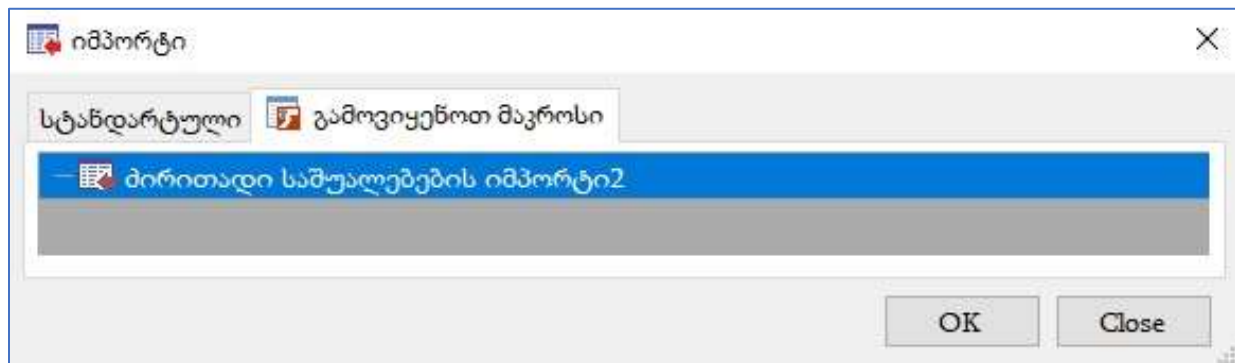 იმპორტი
სტანდარტული გამოვიყენოთ მაკროსი
ძირითადი საშუალებების იმპორტი2
OK Close